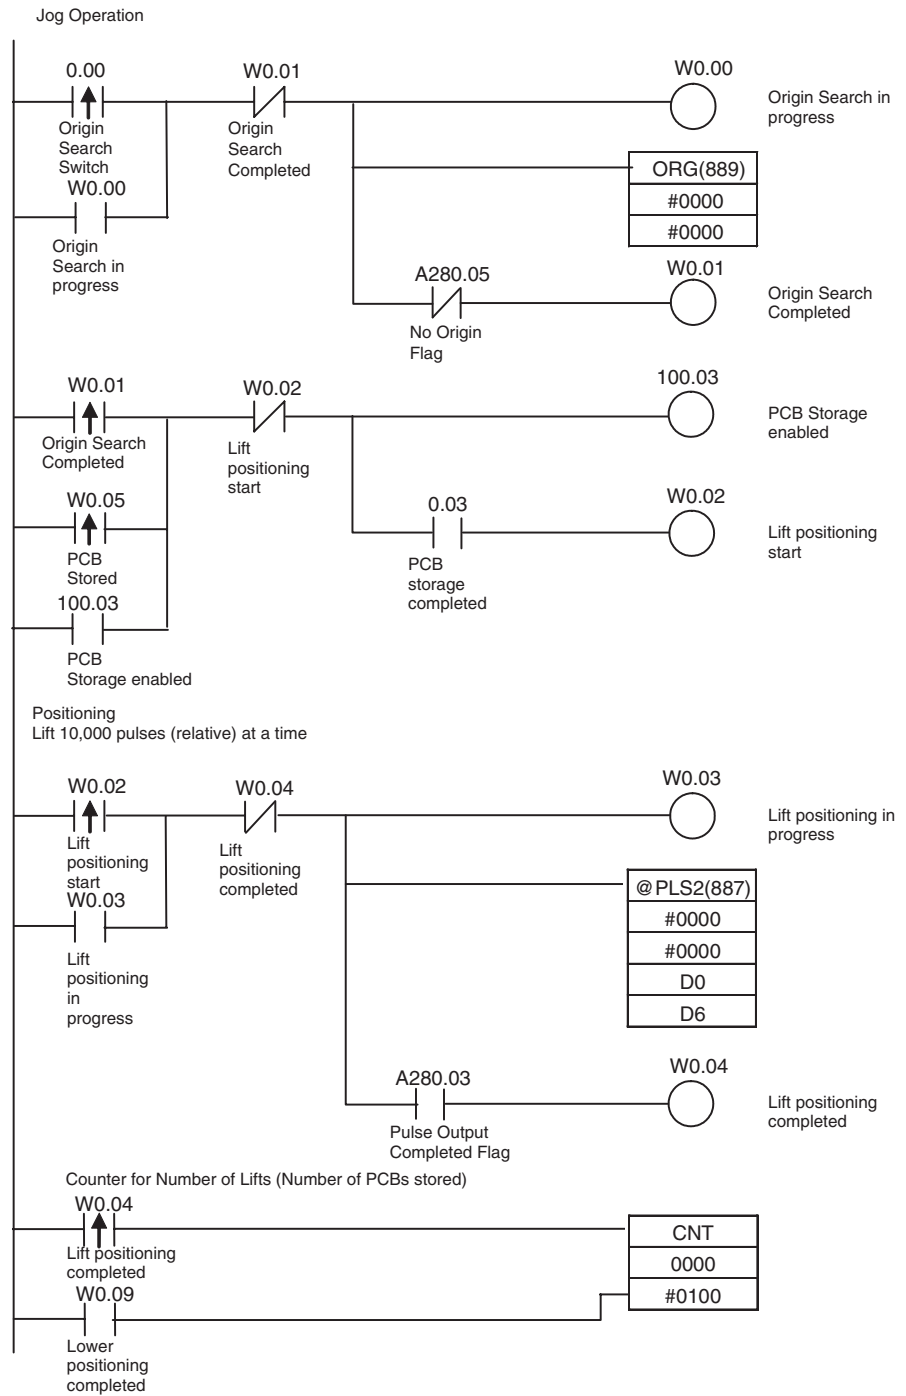 Jog Operation
0.00
W0.01
W0.00
Origin Search Switch
Origin Search Completed
Origin Search in progress
ORG(889)
#0000
#0000
W0.00
Origin Search in progress
A280.05
No Origin Flag
W0.01
Origin Search Completed
W0.01
Origin Search Completed
W0.02
Lift positioning start
100.03
PCB Storage enabled
W0.05
PCB Stored
0.03
PCB storage completed
W0.02
Lift positioning start
100.03
PCB Storage enabled
Positioning
Lift 10,000 pulses (relative) at a time
W0.02
Lift positioning start
W0.04
Lift positioning completed
W0.03
Lift positioning in progress
@PLS2(887)
#0000
#0000
D0
D6
W0.03
Lift positioning in progress
A280.03
Pulse Output Completed Flag
W0.04
Lift positioning completed
Counter for Number of Lifts (Number of PCBs stored)
W0.04
Lift positioning completed
CNT
0000
#0100
W0.09
Lower positioning completed